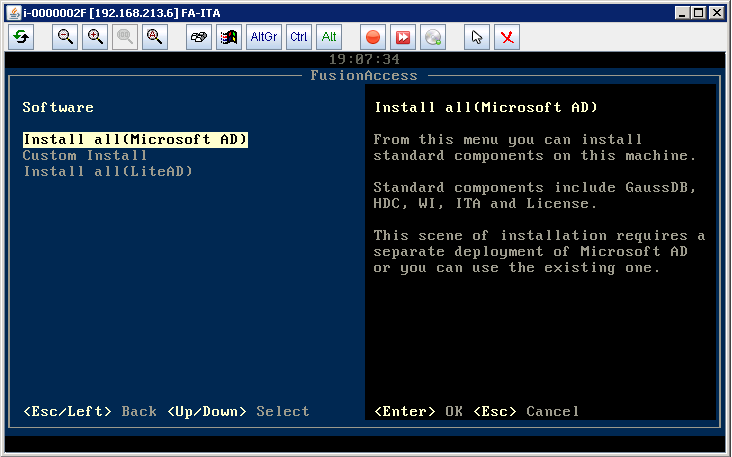 i-0000002F [192.168.213.6] FA-ITA
AltGr Ctrl Alt
19:07:34
FusionAccess
Software
Install all(Microsoft AD)
Custom Install
Install all(LiteAD)
<Esc/Left> Back <Up/Down> Select
Install all(Microsoft AD)
From this menu you can install
standard components on this machine.
Standard components include GaussDB,
HDC, WI, ITA and License.
This scene of installation requires a
separate deployment of Microsoft AD
or you can use the existing one.
<Enter> OK <Esc> Cancel